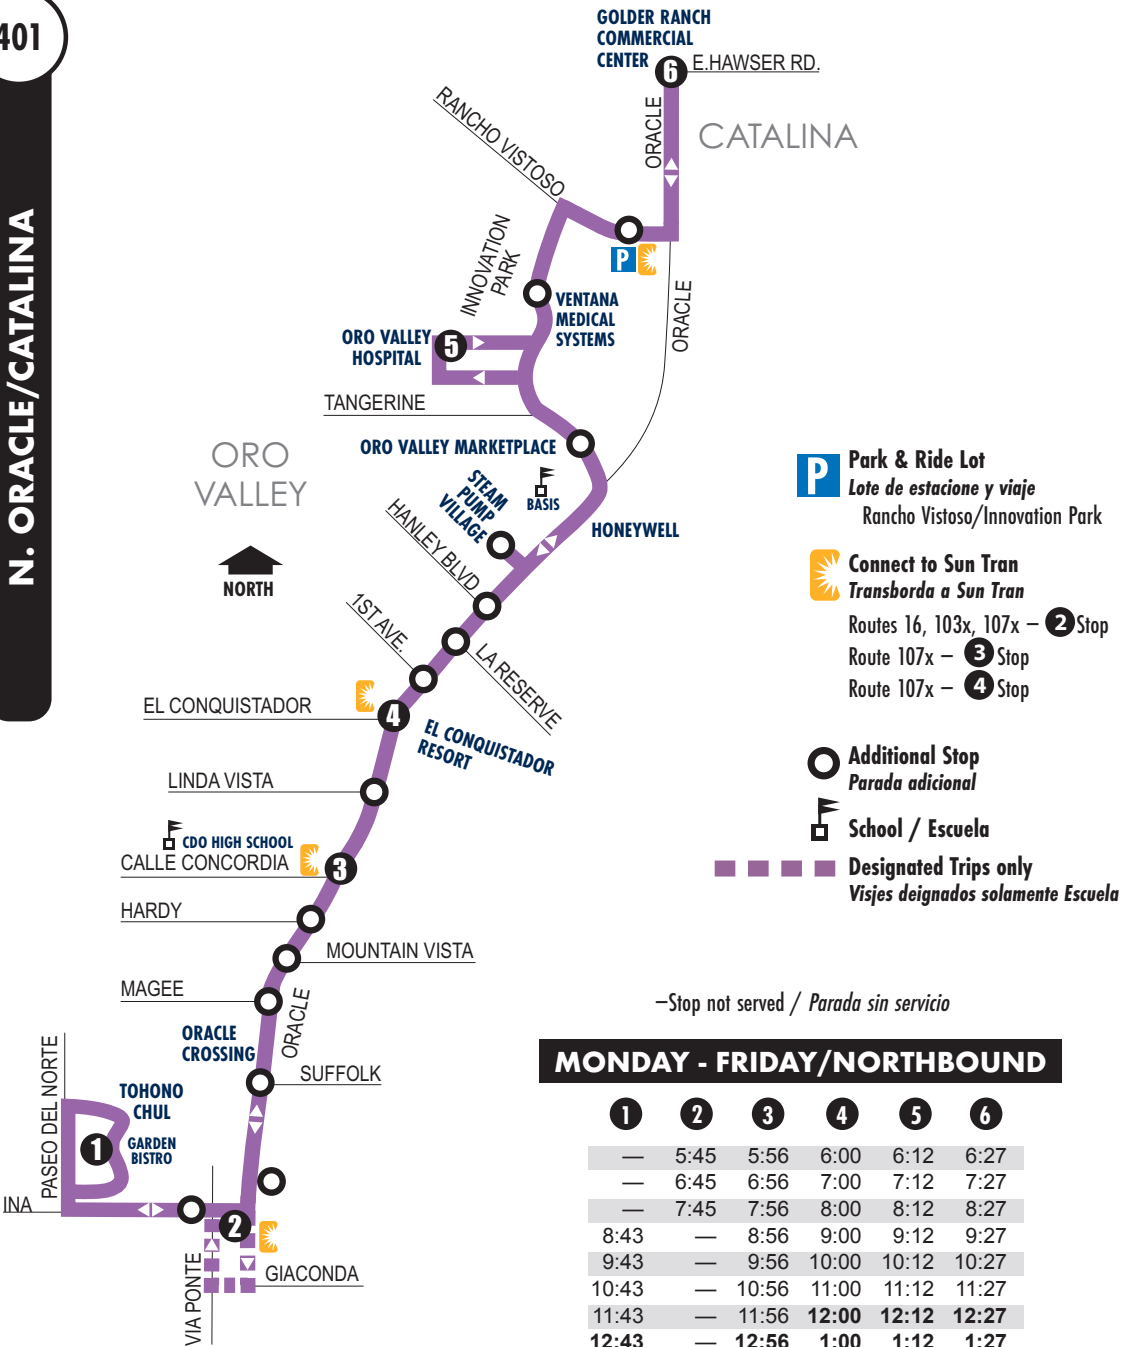 401
N. ORACLE/CATALINA
GOLDER RANCH
COMMERCIAL
CENTER
6
E.HAWSER RD.
ORACLE
CATALINA
RANCHO VISTOSO
P
INNOVATION
PARK
ORACLE
VENTANA
MEDICAL
SYSTEMS
ORO VALLEY
HOSPITAL
5
TANGERINE
ORO VALLEY MARKETPLACE
ORO
VALLEY
STEAM
PUMP
VILLAGE
BASIS
HONEYWELL
HANLEY BLVD
NORTH
1ST AVE.
LA RESERVE
EL CONQUISTADOR
4
EL CONQUISTADOR
RESORT
LINDA VISTA
CDO HIGH SCHOOL
CALLE CONCORDIA
3
HARDY
MOUNTAIN VISTA
MAGEE
ORACLE
ORACLE
CROSSING
SUFFOLK
PASEO DEL NORTE
TOHONO
CHUL
1
GARDEN
BISTRO
INA
2
VIA PONTE
GIACONDA
P
Park & Ride Lot
Lote de estacione y viaje
Rancho Vistoso/Innovation Park
Connect to Sun Tran
Transborda a Sun Tran
Routes 16, 103x, 107x – 2 Stop
Route 107x – 3 Stop
Route 107x – 4 Stop
Additional Stop
Parada adicional
School / Escuela
Designated Trips only
Visjes deignados solamente Escuela
–Stop not served / Parada sin servicio
MONDAY - FRIDAY/NORTHBOUND
1 2 3 4 5 6
— 5:45 5:56 6:00 6:12 6:27
— 6:45 6:56 7:00 7:12 7:27
— 7:45 7:56 8:00 8:12 8:27
8:43 — 8:56 9:00 9:12 9:27
9:43 — 9:56 10:00 10:12 10:27
10:43 — 10:56 11:00 11:12 11:27
11:43 — 11:56 12:00 12:12 12:27
12:43 — 12:56 1:00 1:12 1:27